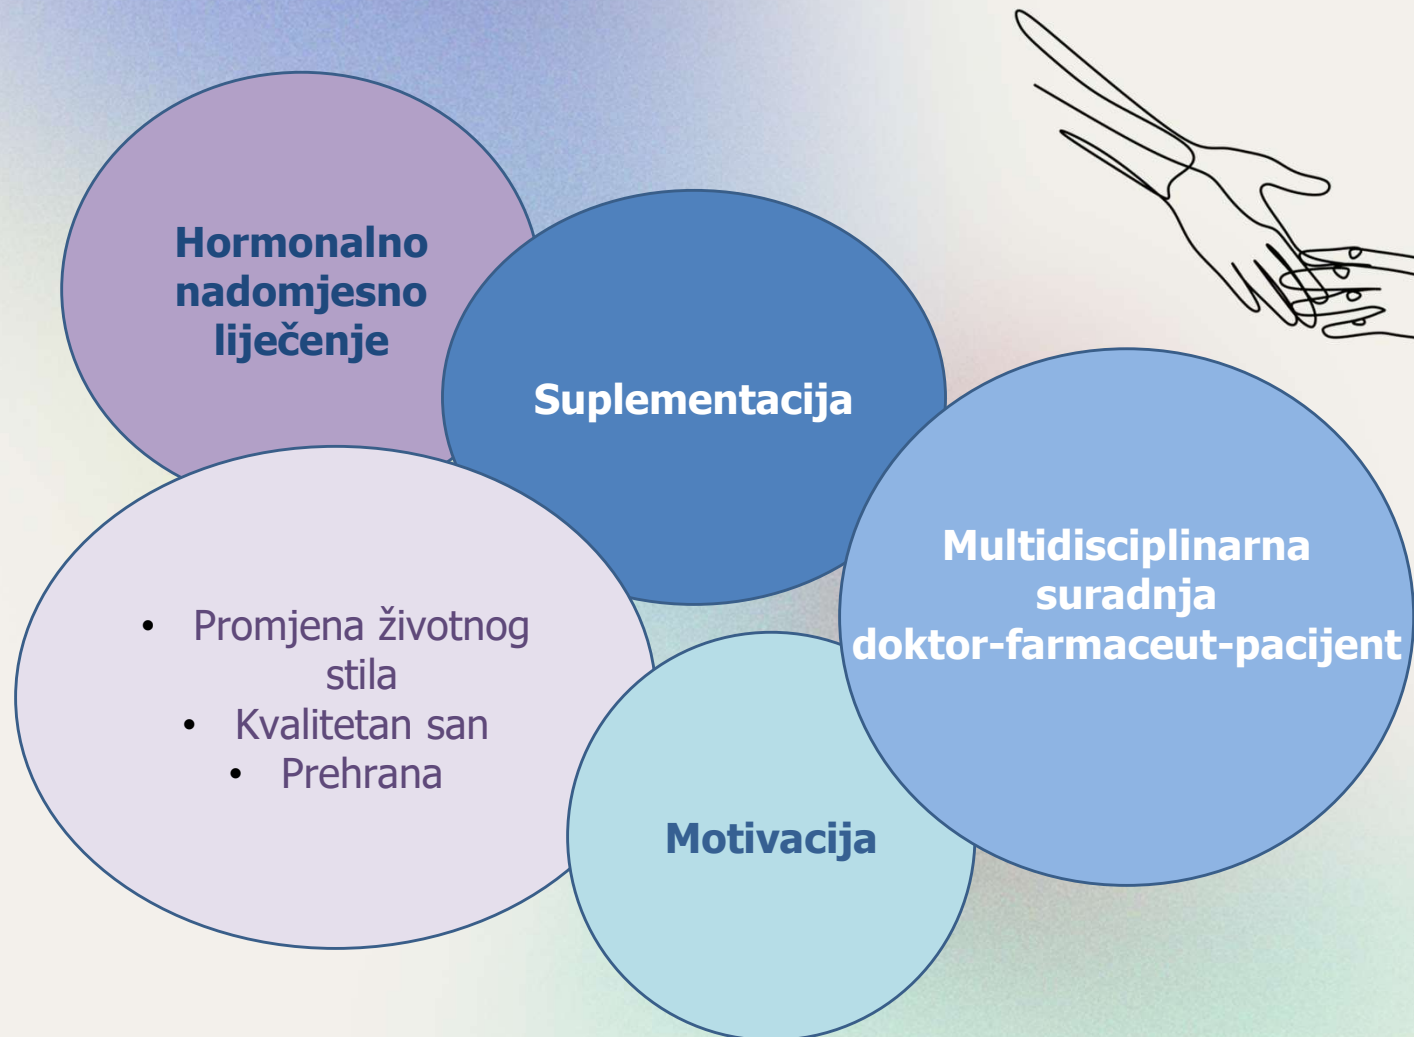 Hormonalno
nadomjesno
liječenje
Suplementacija
Multidisciplinarna
suradnja
doktor-farmaceut-pacijent
• Promjena životnog
stila
• Kvalitetan san
• Prehrana
Motivacija